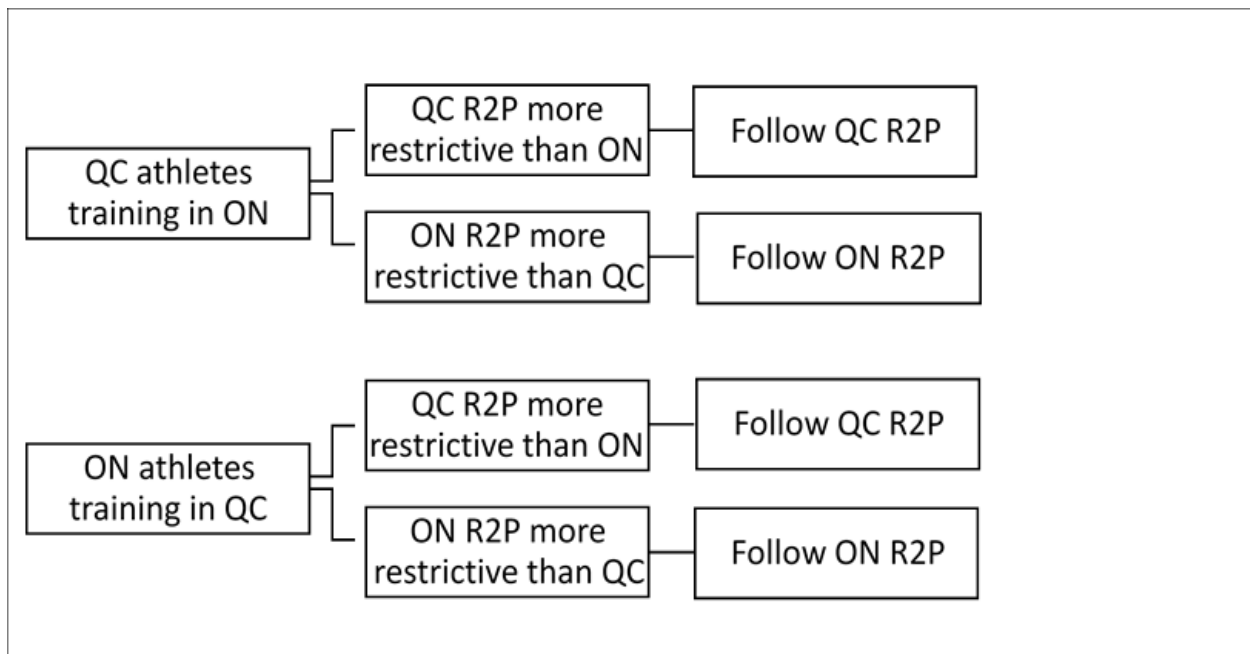 QC athletes
training in ON
QC R2P more
restrictive than ON
Follow QC R2P
ON R2P more
restrictive than QC
Follow ON R2P
ON athletes
training in QC
QC R2P more
restrictive than ON
Follow QC R2P
ON R2P more
restrictive than QC
Follow ON R2P